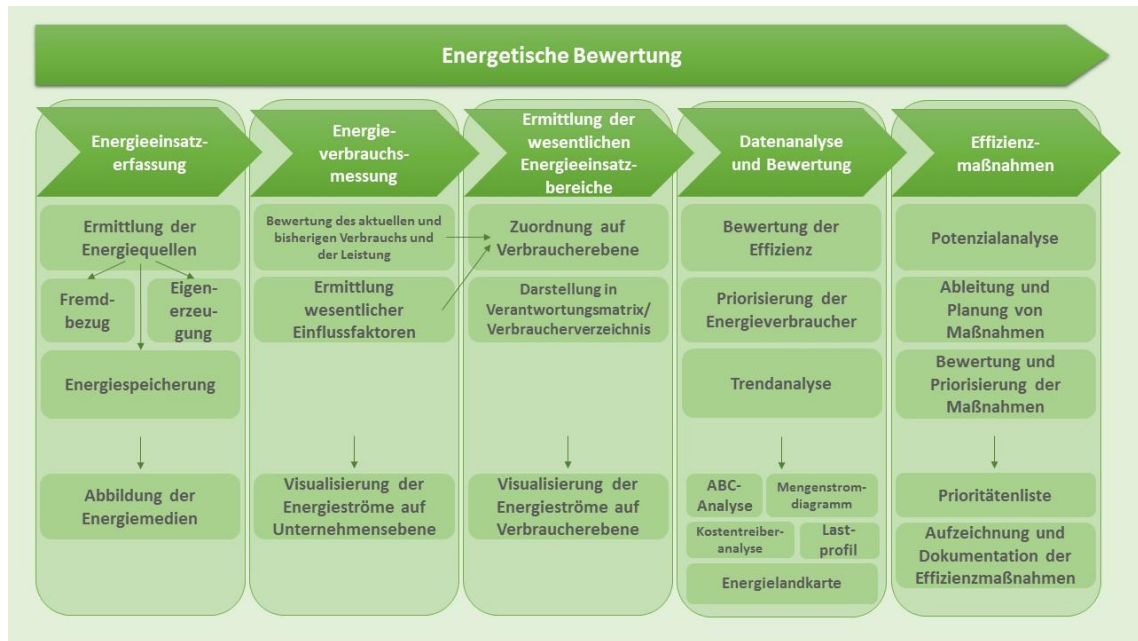 Energetische Bewertung
Energieeinsatz-
erfassung
Ermittlung der
Energiequellen
Fremd-
bezug
Eigen-
erzeu-
gung
Energiespeicherung
Abbildung der
Energiemedien
Energie-
verbrauchs-
messung
Bewertung des aktuellen und
bisherigen Verbrauchs und
der Leistung
Ermittlung
wesentlicher
Einflussfaktoren
Visualisierung der
Energieströme auf
Unternehmensebene
Ermittlung der
wesentlichen
Energieeinsatz-
bereiche
Zuordnung auf
Verbraucherebene
Darstellung in
Verantwortungsmatrix/
Verbraucherverzeichnis
Visualisierung der
Energieströme auf
Verbraucherebene
Datenanalyse
und Bewertung
Bewertung der
Effizienz
Priorisierung der
Energieverbraucher
Trendanalyse
ABC-
Analyse
Mengenstrom-
diagramm
Kostentreiber-
analyse
Last-
profil
Energielandkarte
Effizienz-
maßnahmen
Potenzialanalyse
Ableitung und
Planung von
Maßnahmen
Bewertung und
Priorisierung der
Maßnahmen
Prioritätenliste
Aufzeichnung und
Dokumentation der
Effizienzmaßnahmen